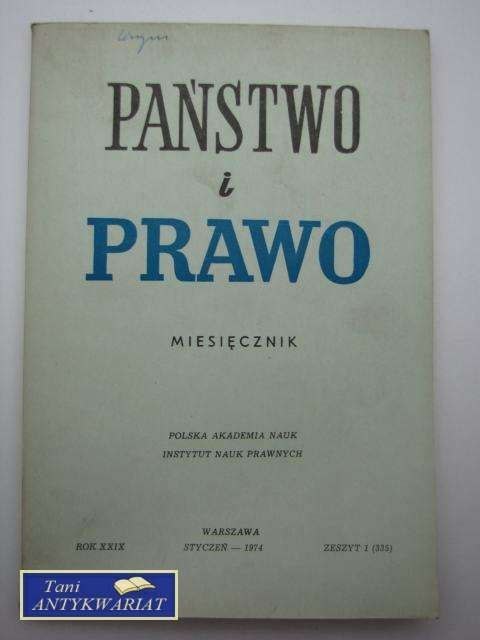 PAŃSTWO
i
PRAWO
MIESIĘCZNIK
POLSKA AKADEMIA NAUK
INSTYTUT NAUK PRAWNYCH
WARSZAWA
ROK XXIX STYCZEŃ — 1974 ZESZYT 1 (335)
Tani
ANTYKWARIAT